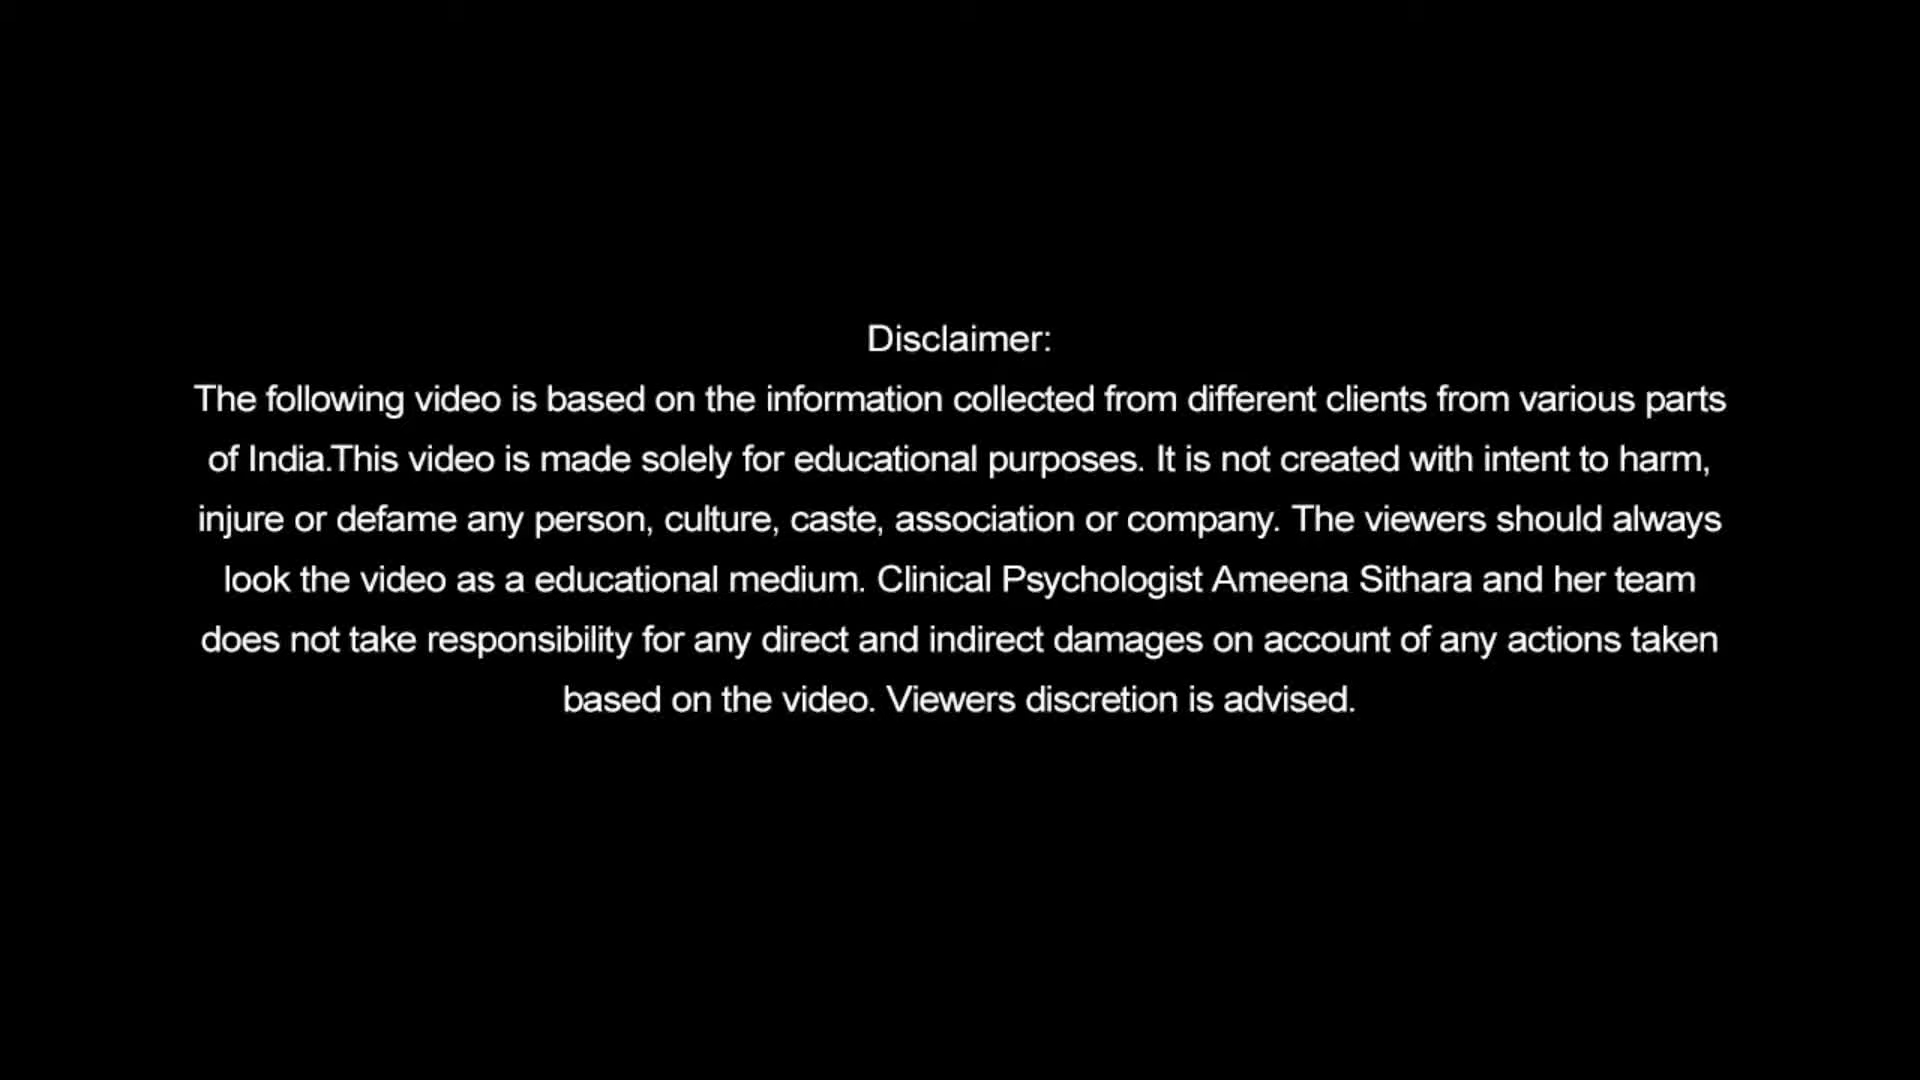 Disclaimer:
The following video is based on the information collected from different clients from various parts
of India.This video is made solely for educational purposes. It is not created with intent to harm,
injure or defame any person, culture, caste, association or company. The viewers should always
look the video as a educational medium. Clinical Psychologist Ameena Sithara and her team
does not take responsibility for any direct and indirect damages on account of any actions taken
based on the video. Viewers discretion is advised.